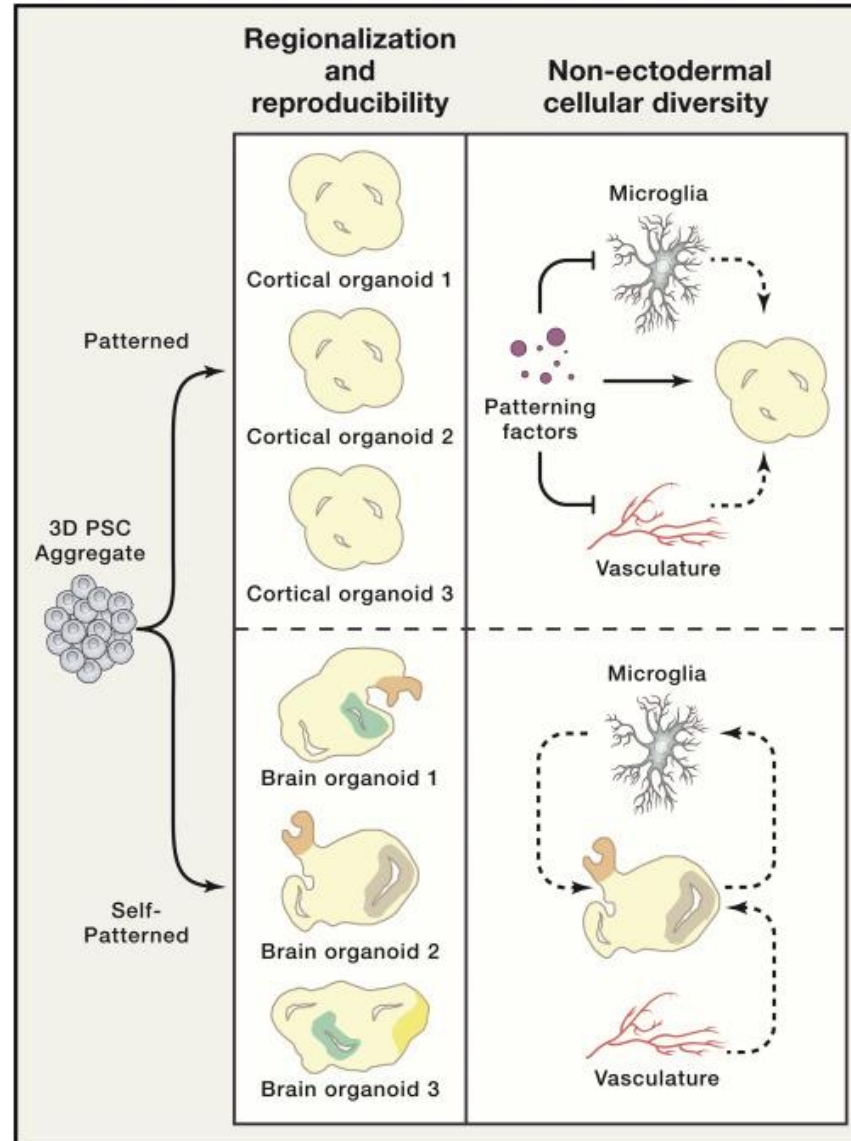 Regionalization
and
reproducibility
Non-ectodermal
cellular diversity
Patterned
3D PSC
Aggregate
Self-
Patterned
Cortical organoid 1
Cortical organoid 2
Cortical organoid 3
Brain organoid 1
Brain organoid 2
Brain organoid 3
Microglia
Patterning
factors
Vasculature
Microglia
Vasculature